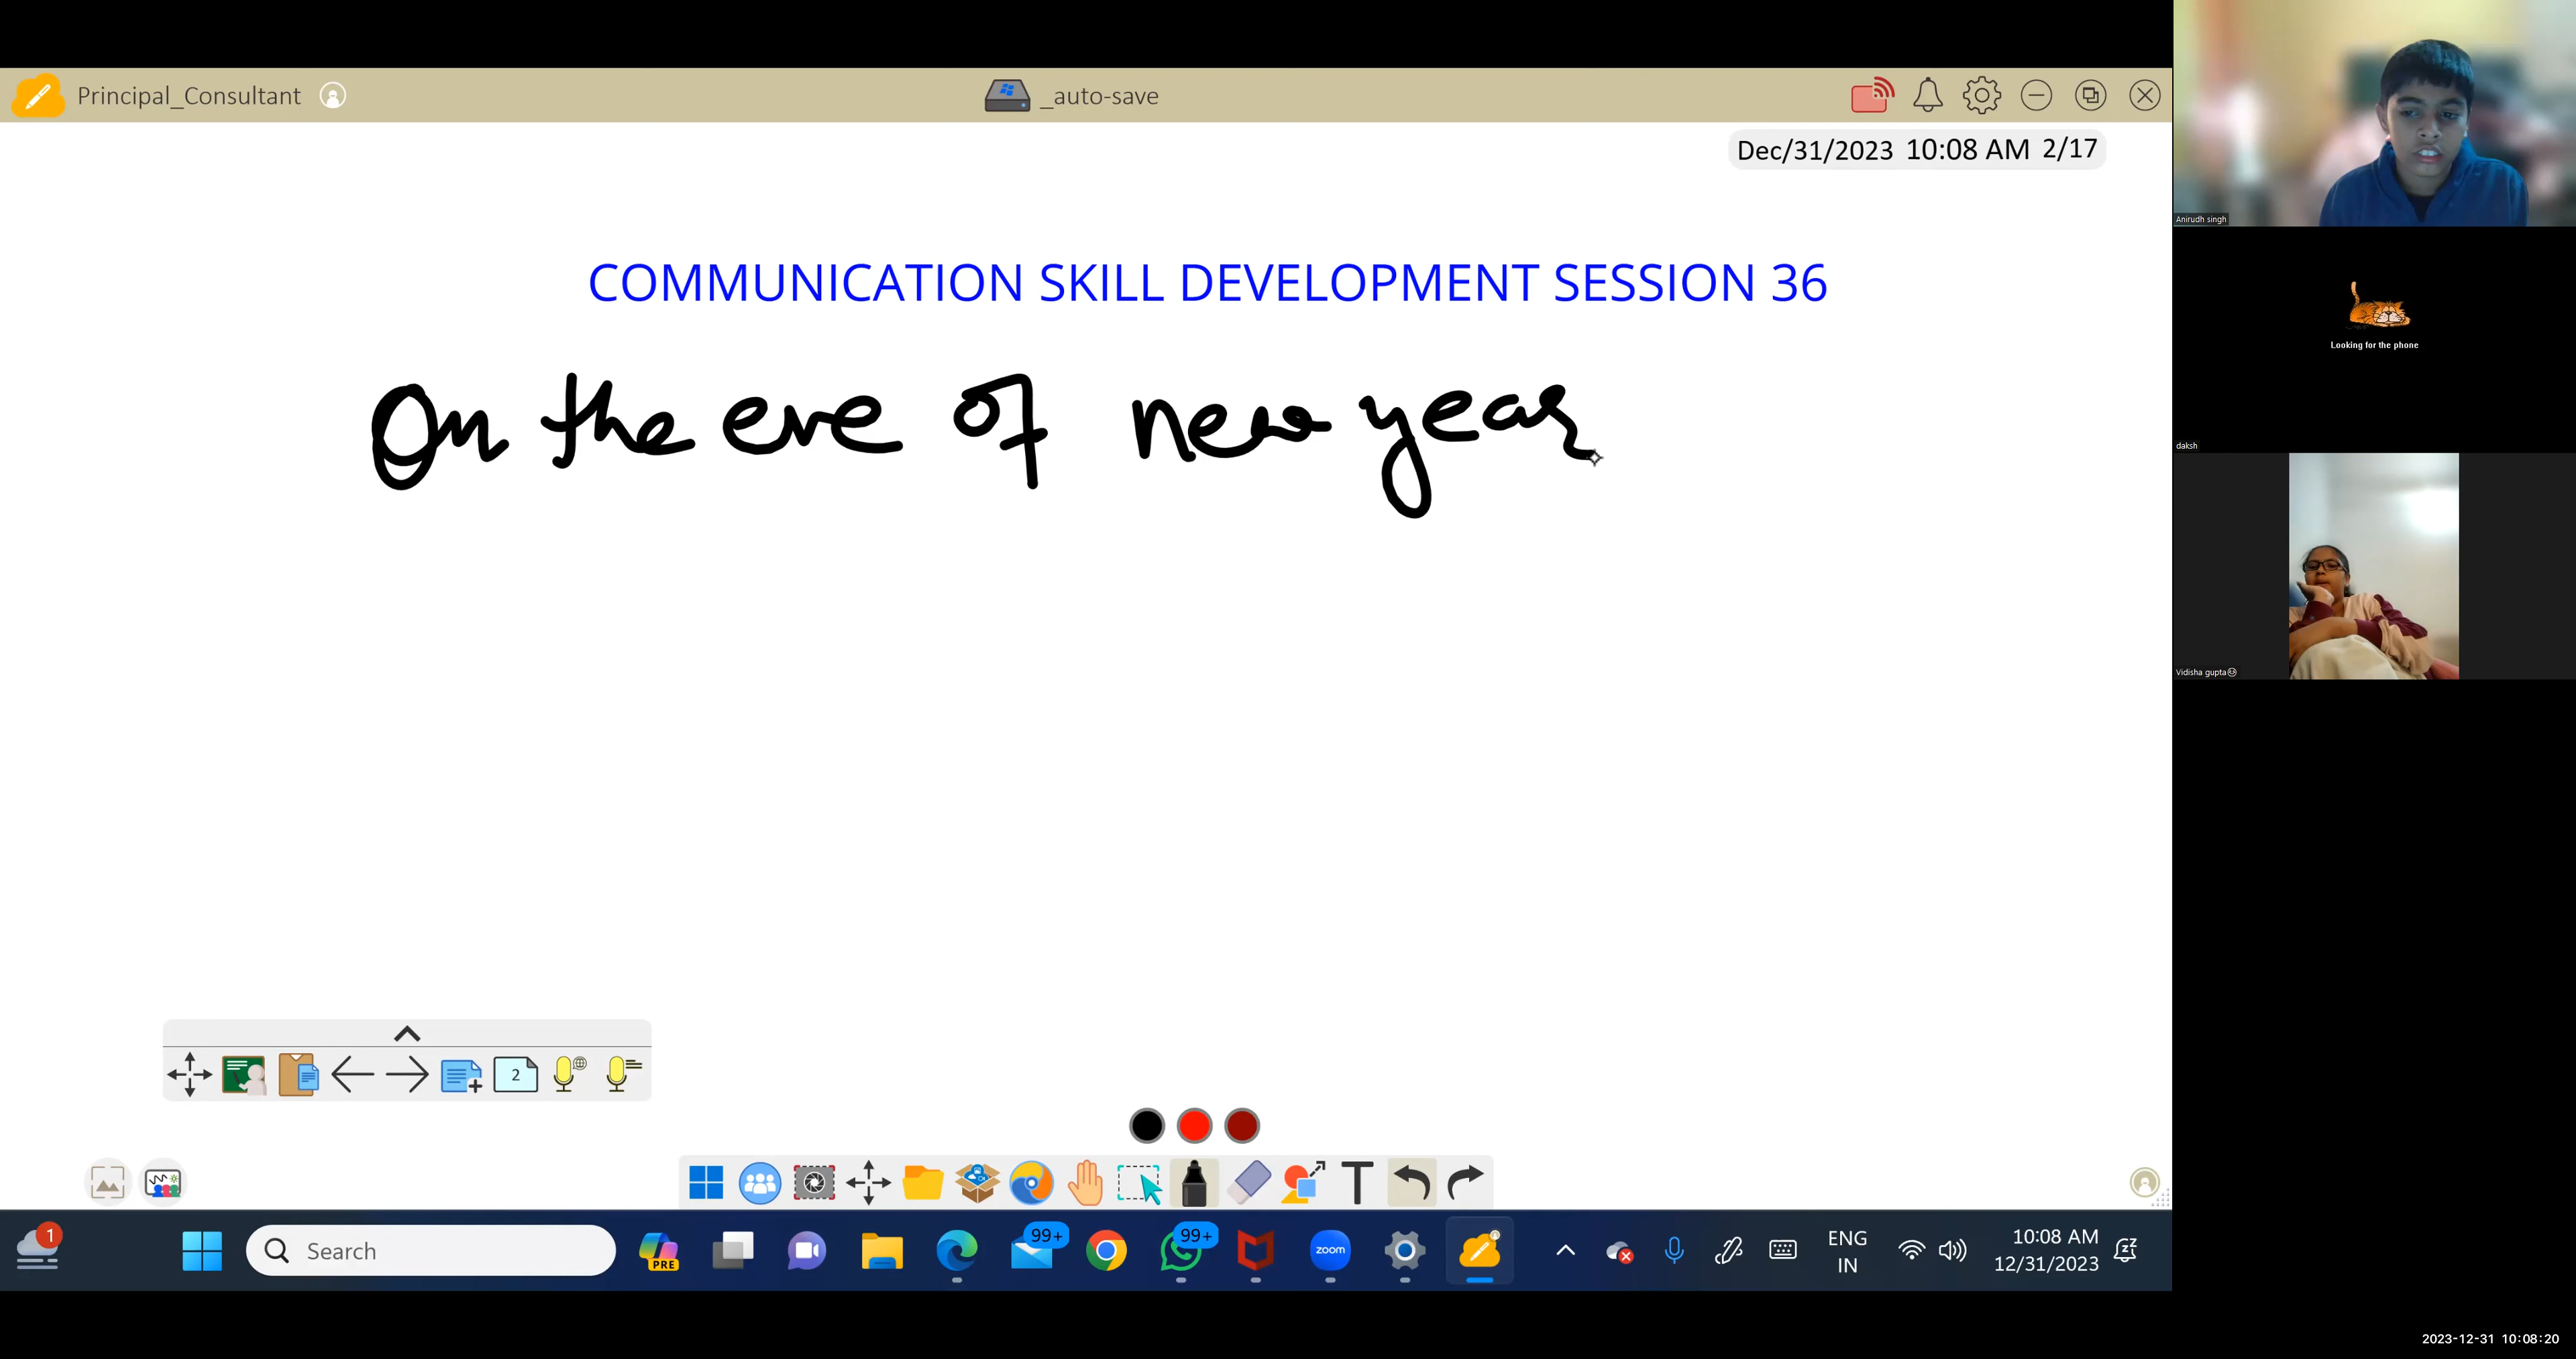 Principal_Consultant
_auto-save
Dec/31/2023 10:08 AM 2/17
COMMUNICATION SKILL DEVELOPMENT SESSION 36
On the eve of new year
Anirudh singh
Looking for the phone
daksh
Vidisha gupta
2
1
Search
PRE
99+
99+
zoom
ENG
IN
10:08 AM
12/31/2023
2023-12-31 10:08:20